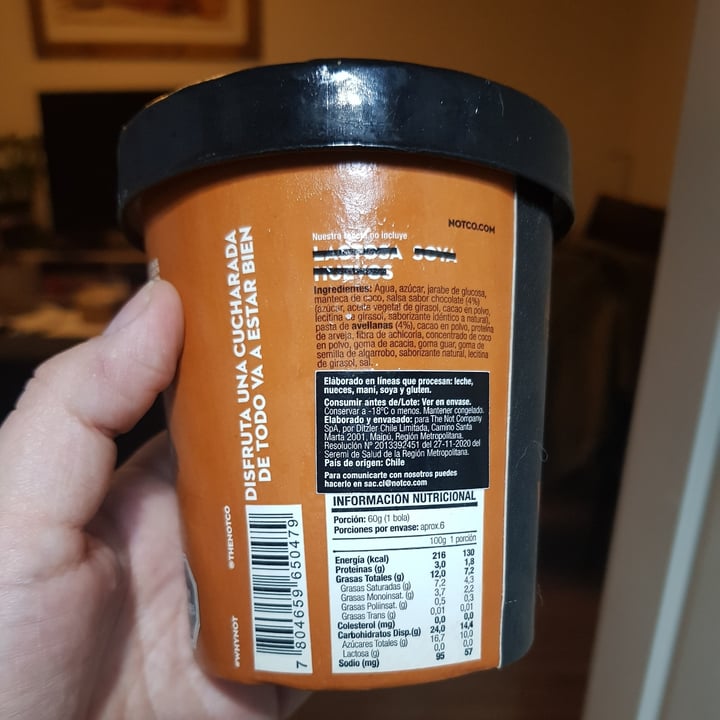 DISFRUTA UNA CUCHARADA
DE TODO VA A ESTAR BIEN
@THENOTCO
#WHYNOT
NOTCO.COM
Nuestra receta no incluye
LACTOSA SOYA
HUEVOS
Ingredientes: Agua, azúcar, jarabe de glucosa,
manteca de coco, salsa sabor chocolate (4%)
(azúcar, aceite vegetal de girasol, cacao en polvo,
lecitina de girasol, saborizante idéntico a natural),
pasta de avellanas (4%), cacao en polvo, proteína
de arveja, fibra de achicoria, concentrado de coco
en polvo, goma de acacia, goma guar, goma de
semilla de algarrobo, saborizante natural, lecitina
de girasol, sal.
Elaborado en líneas que procesan: leche,
nueces, maní, soya y gluten.
Consumir antes de/Lote: Ver en envase.
Conservar a -18°C o menos. Mantener congelado.
Elaborado y envasado: para The Not Company
SpA, por Ditzler Chile Limitada, Camino Santa
Marta 2001, Maipú, Región Metropolitana.
Resolución Nº 2013392451 del 27-11-2020 del
Seremi de Salud de la Región Metropolitana.
País de origen: Chile
Para comunicarte con nosotros puedes
hacerlo en sac.cl@notco.com
INFORMACION NUTRICIONAL
Porción: 60g (1 bola)
Porciones por envase: aprox.6
100g 1 porción
Energía (kcal) 216 130
Proteínas (g) 3,0 1,8
Grasas Totales (g) 12,0 7,2
Grasas Saturadas (g) 7,2 4,3
Grasas Monoinsat. (g) 3,7 2,2
Grasas Poliinsat. (g) 0,5 0,3
Grasas Trans (g) 0,01 0,01
Colesterol (mg) 0,0 0,0
Carbohidratos Disp.(g) 24,0 14,4
Azúcares Totales (g) 16,7 10,0
Lactosa (g) 0,0 0,0
Sodio (mg) 95 57
7 804659 650479